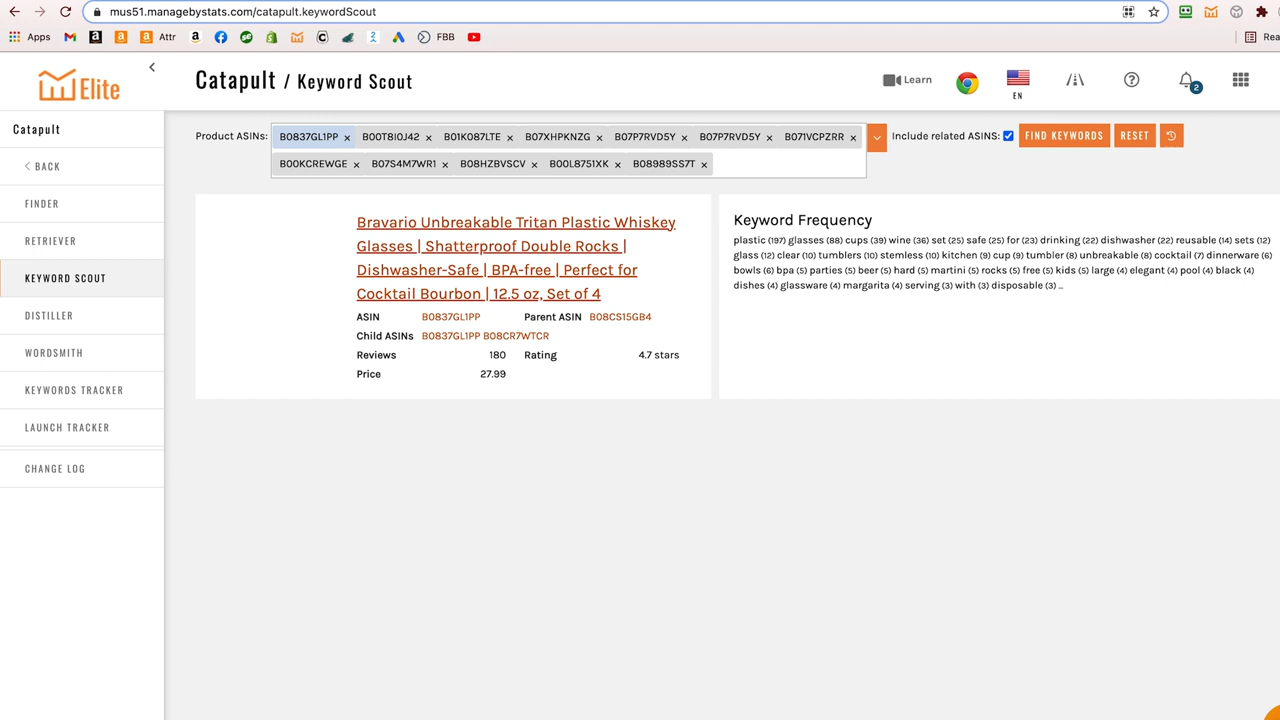 mus51.managebystats.com/catapult.keywordScout
Apps
Attr
FBB
Rea
Elite
Catapult / Keyword Scout
Learn
EN
2
Catapult
< BACK
FINDER
RETRIEVER
KEYWORD SCOUT
DISTILLER
WORDSMITH
KEYWORDS TRACKER
LAUNCH TRACKER
CHANGE LOG
Product ASINs: B0837GL1PP × B00T8I0J42 × B01K087LTE × B07XHPKNZG × B07P7RVD5Y × B07P7RVD5Y × B071VCPZRR × Include related ASINS: FIND KEYWORDS RESET
B00KCREWGE × B07S4M7WR1 × B08HZBVSCV × B00L8751XK × B08989SS7T ×
Bravario Unbreakable Tritan Plastic Whiskey
Glasses | Shatterproof Double Rocks |
Dishwasher-Safe | BPA-free | Perfect for
Cocktail Bourbon | 12.5 oz, Set of 4
ASIN B0837GL1PP Parent ASIN B08CS15GB4
Child ASINs B0837GL1PP B08CR7WTCR
Reviews 180 Rating 4.7 stars
Price 27.99
Keyword Frequency
plastic (197) glasses (88) cups (39) wine (36) set (25) safe (25) for (23) drinking (22) dishwasher (22) reusable (14) sets (12)
glass (12) clear (10) tumblers (10) stemless (10) kitchen (9) cup (9) tumbler (8) unbreakable (8) cocktail (7) dinnerware (6)
bowls (6) bpa (5) parties (5) beer (5) hard (5) martini (5) rocks (5) free (5) kids (5) large (4) elegant (4) pool (4) black (4)
dishes (4) glassware (4) margarita (4) serving (3) with (3) disposable (3) ...